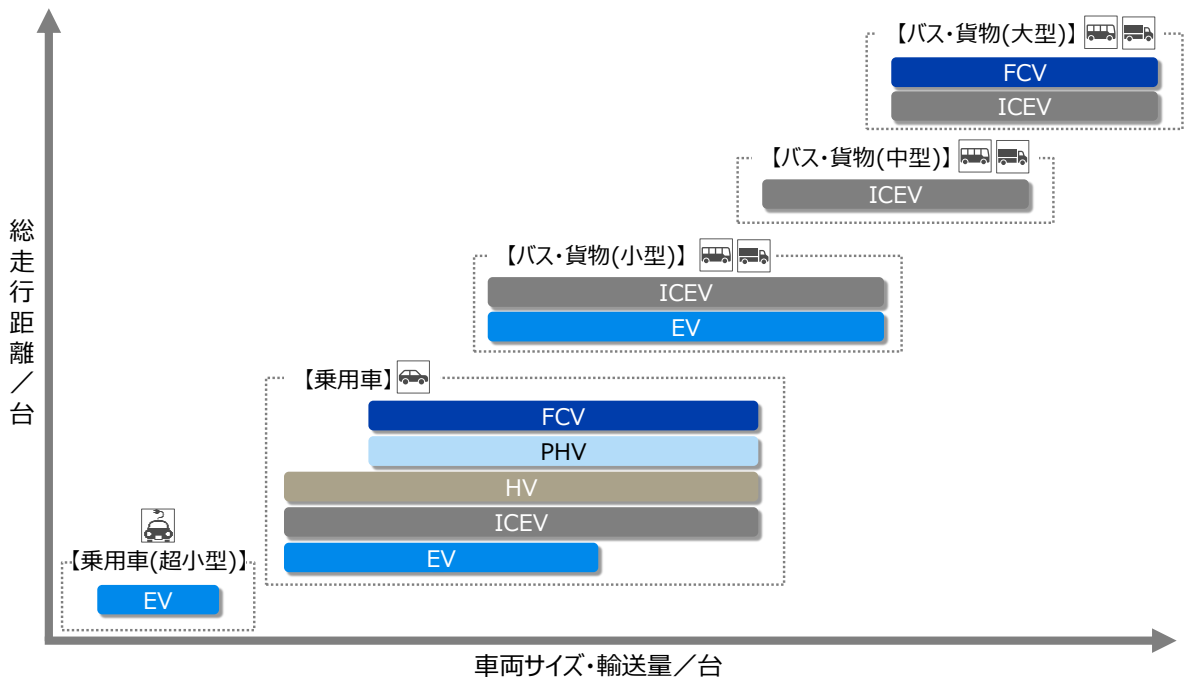 【バス・貨物(大型)】
FCV
ICEV
【バス・貨物(中型)】
ICEV
【バス・貨物(小型)】
ICEV
EV
【乗用車】
FCV
PHV
HV
ICEV
EV
【乗用車(超小型)】
EV
総走行距離／台
車両サイズ・輸送量／台